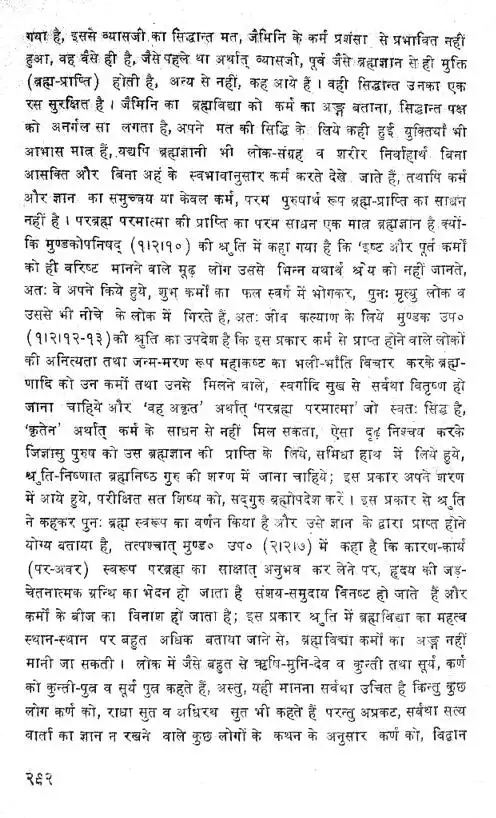 गया है, इससे व्यासजी का सिद्धान्त मत, जैमिनि के कर्म प्रशंसा से प्रभावित नहीं
हुआ, वह वैसे ही है, जैसे पहले था अर्थात् व्यासजी, पूर्व जैसे ब्रह्मज्ञान से ही मुक्ति
(ब्रह्म-प्राप्ति) होती है, अन्य से नहीं, कह आये हैं । वही सिद्धान्त उनका एक
रस सुरक्षित है । जैमिनि का ब्रह्मविद्या को कर्म का अङ्ग बताना, सिद्धान्त पक्ष
को अनर्गल सा लगता है, अपने मत की सिद्धि के लिये कही हुई युक्तियाँ भी
आभास मात्र हैं, यद्यपि ब्रह्मज्ञानी भी लोक-संग्रह व शरीर निर्वाहार्थ बिना
आसक्ति और बिना अहं के स्वभावानुसार कर्म करते देखे जाते हैं, तथापि कर्म
और ज्ञान का समुच्चय या केवल कर्म, परम पुरुषार्थ रूप ब्रह्म-प्राप्ति का साधन
नहीं है । परब्रह्म परमात्मा की प्राप्ति का परम साधन एक मात्र ब्रह्मज्ञान है क्यों-
कि मुण्डकोपनिषद् (१।२।१०) की श्रुति में कहा गया है कि 'इष्ट और पूर्त कर्मों
को ही वरिष्ट मानने वाले मूढ़ लोग उससे भिन्न यथार्थ श्रेय को नहीं जानते,
अतः वे अपने किये हुये, शुभ कर्मों का फल स्वर्ग में भोगकर, पुनः मृत्यु लोक व
उससे भी नीचे के लोक में गिरते हैं, अतः जीव कल्याण के लिये मुण्डक उप०
(१।२।१२-१३) की श्रुति का उपदेश है कि इस प्रकार कर्म से प्राप्त होने वाले लोकों
की अनित्यता तथा जन्म-मरण रूप महाकष्ट का भली-भाँति विचार करके ब्रह्म-
णादि को उन कर्मों तथा उनसे मिलने वाले, स्वर्गादि सुख से सर्वथा वितृष्ण हो
जाना चाहिये और 'वह अकृत' अर्थात् 'परब्रह्म परमात्मा' जो स्वतः सिद्ध है,
'कृतेन' अर्थात् कर्म के साधन से नहीं मिल सकता, ऐसा दृढ़ निश्चय करके
जिज्ञासु पुरुष को उस ब्रह्मज्ञान की प्राप्ति के लिये, समिधा हाथ में लिये हुये,
श्रुति-निष्णात ब्रह्मनिष्ठ गुरु की शरण में जाना चाहिये; इस प्रकार अपने शरण
में आये हुये, परीक्षित सत शिष्य को, सद्गुरु ब्रह्मोपदेश करें । इस प्रकार से श्रुति
ने कहकर पुनः ब्रह्म स्वरूप का वर्णन किया है और उसे ज्ञान के द्वारा प्राप्त होने
योग्य बताया है, तत्पश्चात् मुण्ड० उप० (२।२।७) में कहा है कि कारण-कार्य
(पर-अवर) स्वरूप परब्रह्म का साक्षात् अनुभव कर लेने पर, हृदय की जड़-
चेतनात्मक ग्रन्थि का भेदन हो जाता है संशय-समुदाय विनष्ट हो जाते हैं और
कर्मों के बीज का विनाश हो जाता है; इस प्रकार श्रुति में ब्रह्मविद्या का महत्व
स्थान-स्थान पर बहुत अधिक बताया जाने से, ब्रह्मविद्या कर्मों का अङ्ग नहीं
मानी जा सकती । लोक में जैसे बहुत से ऋषि-मुनि-देव व कुन्ती तथा सूर्य, कर्ण
को कुन्ती-पुत्र व सूर्य पुत्र कहते हैं, अस्तु, यही मानना सर्वथा उचित है किन्तु कुछ
लोग कर्ण को, राधा सुत व अधिरथ सुत भी कहते हैं परन्तु अप्रकट, सर्वथा सत्य
वार्ता का ज्ञान न रखने वाले कुछ लोगों के कथन के अनुसार कर्ण को, विद्वान
२९२